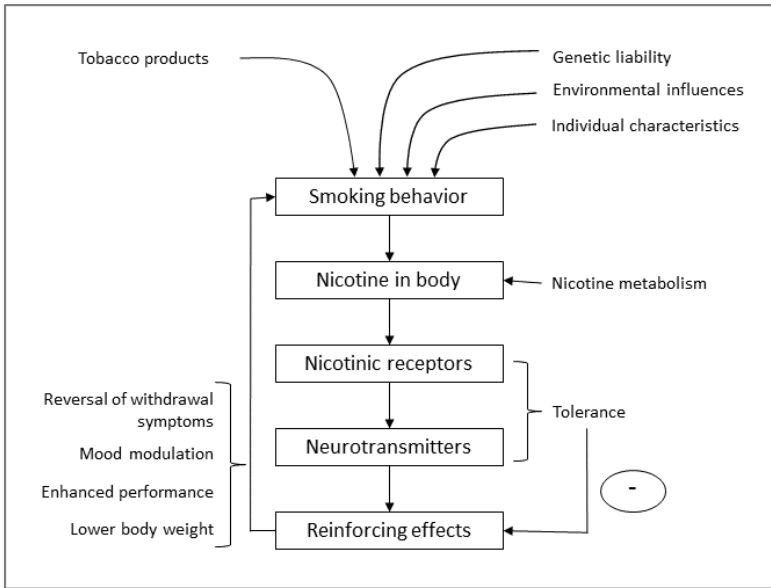 Tobacco products
Genetic liability
Environmental influences
Individual characteristics
Smoking behavior
Nicotine in body
Nicotine metabolism
Nicotinic receptors
Reversal of withdrawal
symptoms
Tolerance
Mood modulation
Neurotransmitters
Enhanced performance
-
Lower body weight
Reinforcing effects